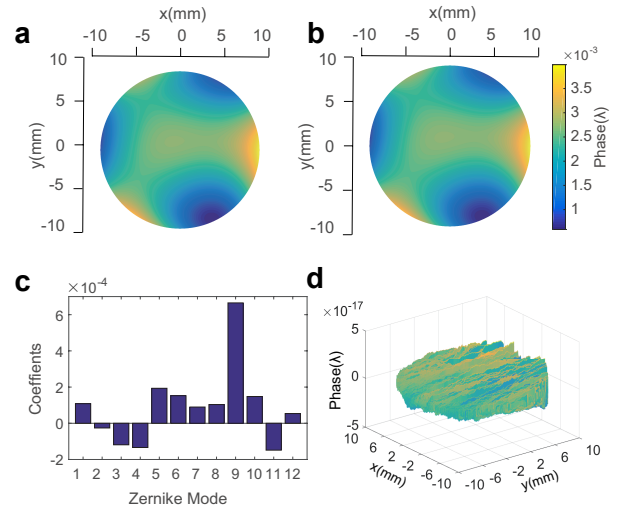 a
x(mm)
-10 -5 0 5 10
10
5
0
-5
-10
y(mm)
b
x(mm)
-10 -5 0 5 10
10
5
0
-5
-10
y(mm)
×10⁻³
3.5
3
2.5
2
1.5
1
Phase(λ)
c
×10⁻⁴
6
4
2
0
-2
Coeffients
1 2 3 4 5 6 7 8 9 10 11 12
Zernike Mode
d
×10⁻¹⁷
5
0
-5
Phase(λ)
10 6 2 -2 -6 -10
x(mm)
-10 -6 -2 2 6 10
y(mm)